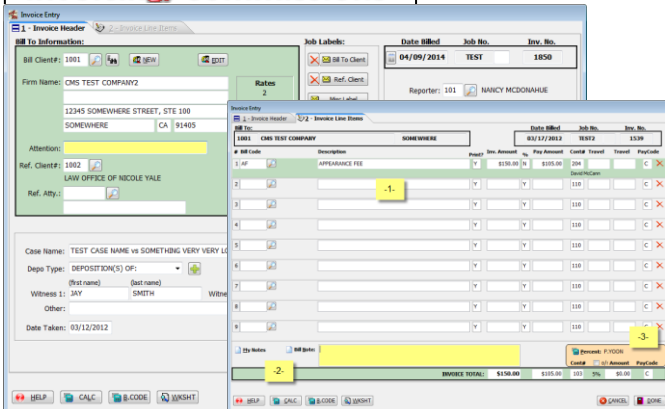 Invoice Entry
1 - Invoice Header 2 - Invoice Line Items
Bill To Information:
Job Labels:
Date Billed Job No. Inv. No.
Bill Client#: 1001 NEW EDIT
Bill To Client
04/09/2014 TEST 1850
Firm Name: CMS TEST COMPANY2
Rates
2
Ref. Client
Reporter: 101 NANCY MCDONAHUE
Misc Label
12345 SOMEWHERE STREET, STE 100
SOMEWHERE CA 91405
Attention:
Ref. Client#: 1002
LAW OFFICE OF NICOLE YALE
Ref. Atty.:
Case Name: TEST CASE NAME vs SOMETHING VERY VERY LO
Depo Type: DEPOSITION(S) OF:
(first name) (last name)
Witness 1: JAY SMITH Witne
Other:
Date Taken: 03/12/2012
HELP CALC B.CODE WKSHT
Invoice Entry
1 - Invoice Header 2 - Invoice Line Items
Bill To: Date Billed Job No. Inv. No.
1001 CMS TEST COMPANY SOMEWHERE 03/17/2012 TEST2 1539
# Bill Code Description Print? Inv. Amount % Pay Amount Cont# Travel Travel PayCode
1 AF APPEARANCE FEE Y $150.00 N $105.00 204 C
David McCann
2 Y Y 110 C
-1-
3 Y Y 110 C
4 Y Y 110 C
5 Y Y 110 C
6 Y Y 110 C
7 Y Y 110 C
8 Y Y 110 C
9 Y Y 110 C
-3-
My Notes Bill Note:
Percent: P.YOON
Cont# Amount PayCode
-2-
INVOICE TOTAL: $150.00 $105.00 103 5% $0.00 C
HELP CALC B.CODE WKSHT CANCEL DONE